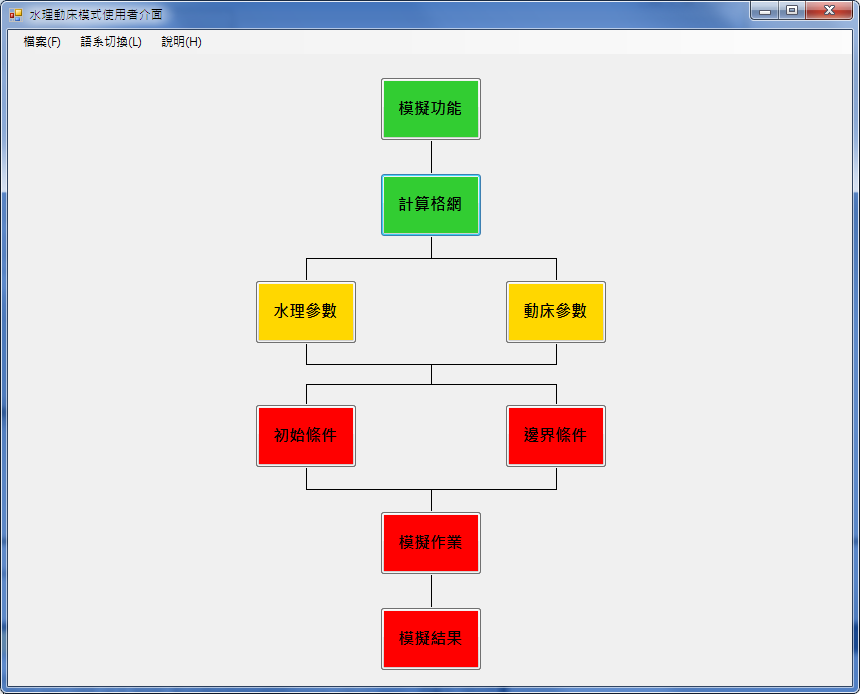 水理動床模式使用者介面
檔案(F) 語系切換(L) 說明(H)
模擬功能
計算格網
水理參數 動床參數
初始條件 邊界條件
模擬作業
模擬結果